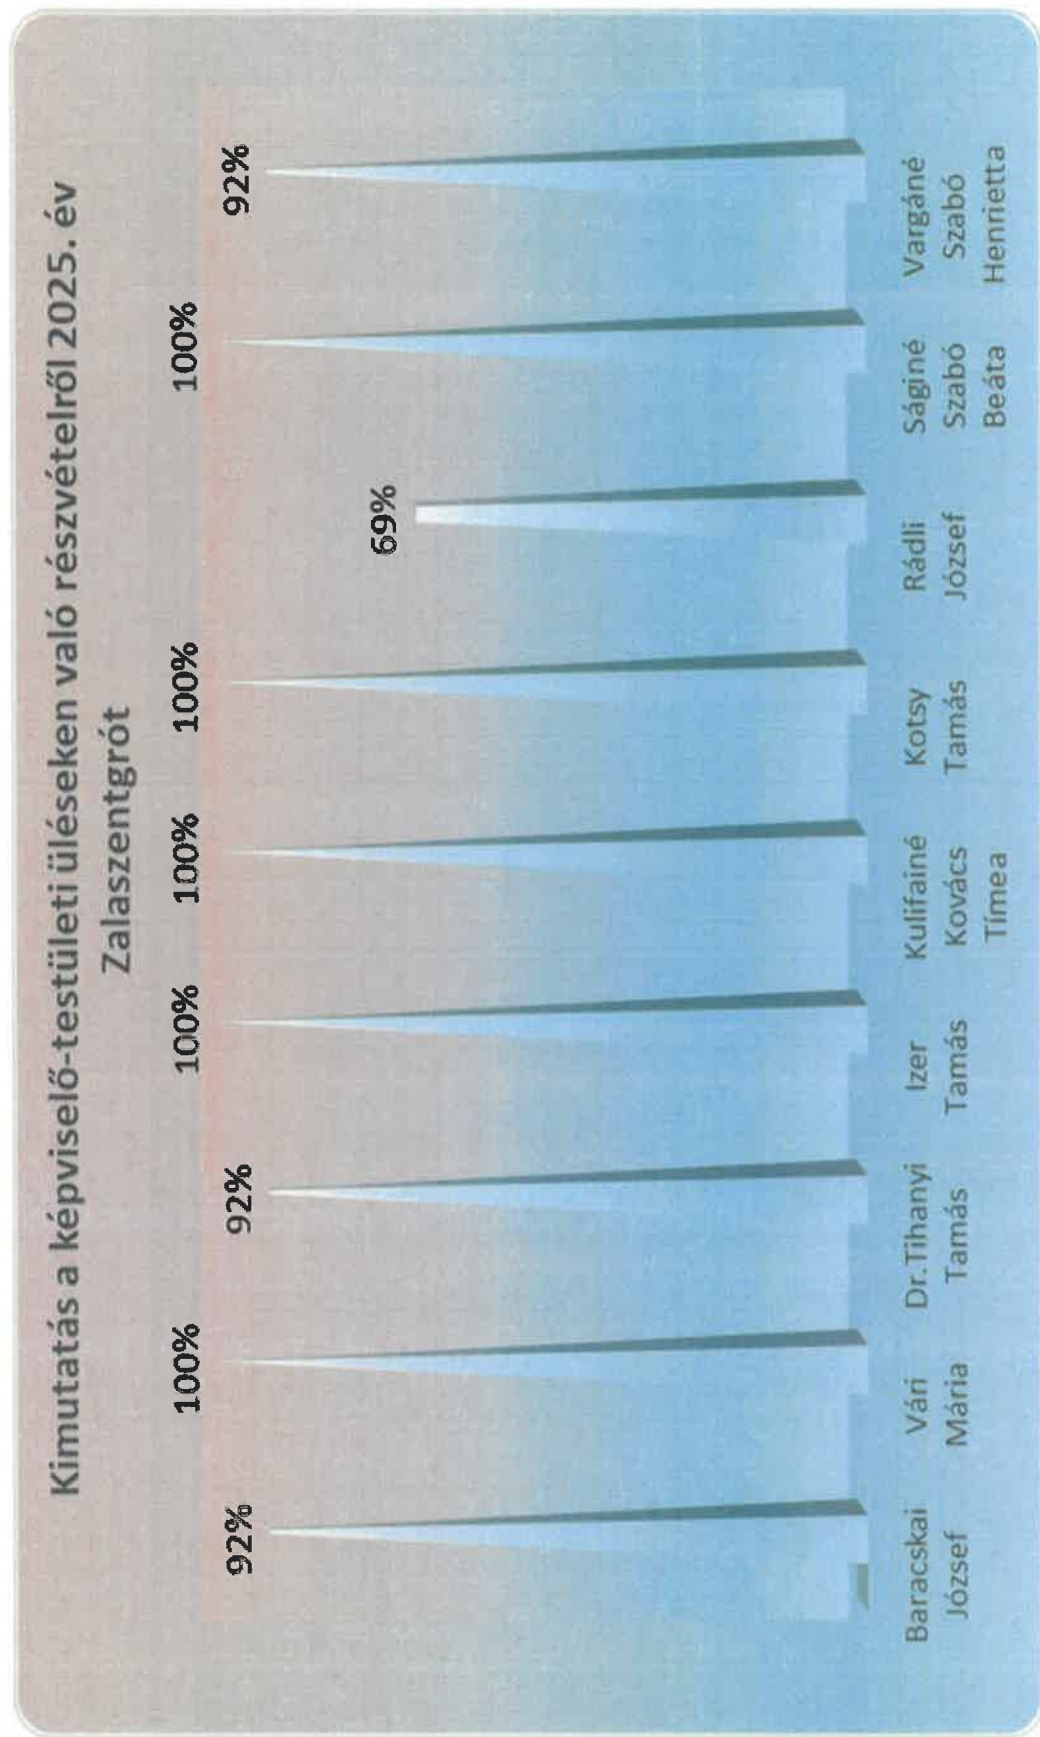 Kimutatás a képviselő-testületi üléseken való részvételről 2025. év
Zalaszentgrót
92%
100%
92%
100%
100%
100%
69%
100%
92%
Baracskai
József
Vári
Mária
Dr.Tihanyi
Tamás
Izer
Tamás
Kulifainé
Kovács
Tímea
Kotsy
Tamás
Rádli
József
Ságiné
Szabó
Beáta
Vargáné
Szabó
Henrietta